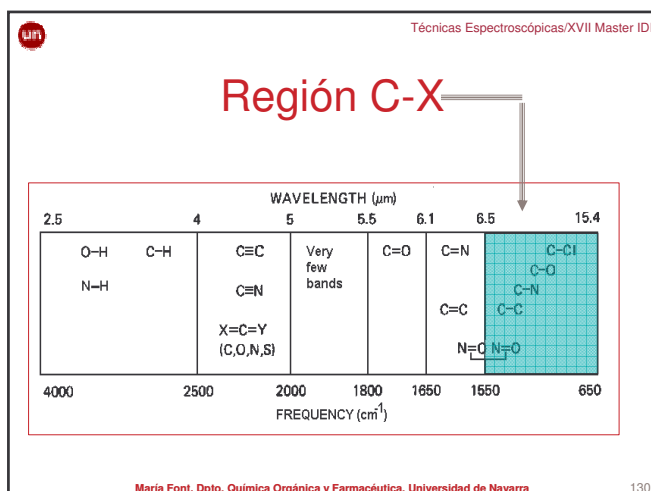 un
Técnicas Espectroscópicas/XVII Master IDI
Región C-X
WAVELENGTH (μm)
2.5 4 5 5.5 6.1 6.5 15.4
O-H C-H C≡C Very few bands C=O C=N C-Cl
C-O
N-H C≡N C-N
C=C C-C
X=C=Y
(C,O,N,S) N=O N=O
4000 2500 2000 1800 1650 1550 650
FREQUENCY (cm⁻¹)
María Font. Dpto. Química Orgánica y Farmacéutica. Universidad de Navarra 130